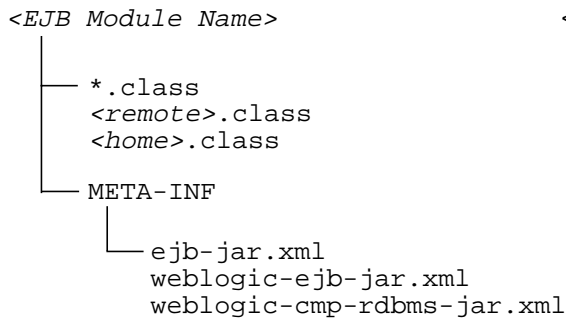 <EJB Module Name> <
*.class
<remote>.class
<home>.class
META-INF
ejb-jar.xml
weblogic-ejb-jar.xml
weblogic-cmp-rdbms-jar.xml